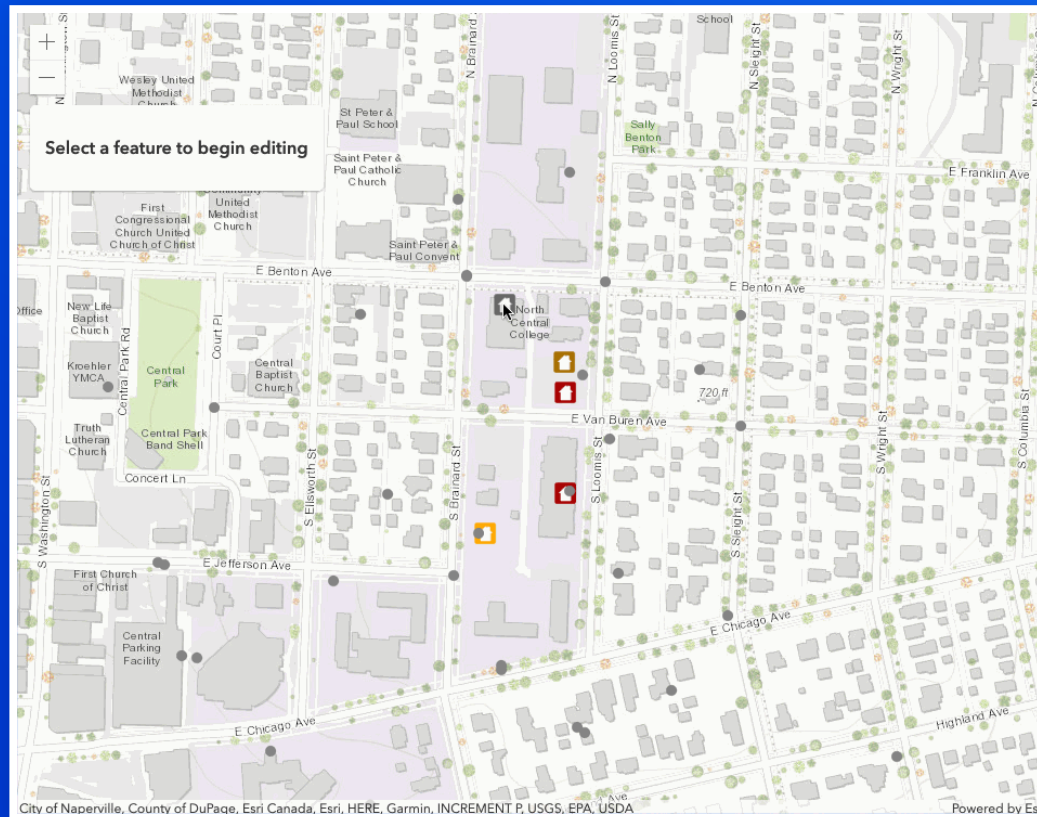 School
N Brainard
N Loomis St
N Sleight St
N Wright St
Wesley United
Methodist
Church
St Peter &
Paul School
Sally
Benton
Park
Select a feature to begin editing
Saint Peter &
Paul Catholic
Church
E Franklin Ave
United
Methodist
Church
First
Congressional
Church United
Church of Christ
Saint Peter &
Paul Convent
E Benton Ave
E Benton Ave
New Life
Baptist
Church
North
Central
College
Court Pl
Central Park Rd
Kroehler
YMCA
Central
Park
Central
Baptist
Church
720 ft
E Van Buren Ave
Truth
Lutheran
Church
Central Park
Band Shell
Concert Ln
S Washington St
S Ellsworth St
S Brainard St
S Loomis St
S Sleight St
S Wright St
S Columbia St
E Jefferson Ave
First Church
of Christ
E Chicago Ave
Central
Parking
Facility
E Chicago Ave
Highland Ave
City of Naperville, County of DuPage, Esri Canada, Esri, HERE, Garmin, INCREMENT P, USGS, EPA, USDA
Powered by Es